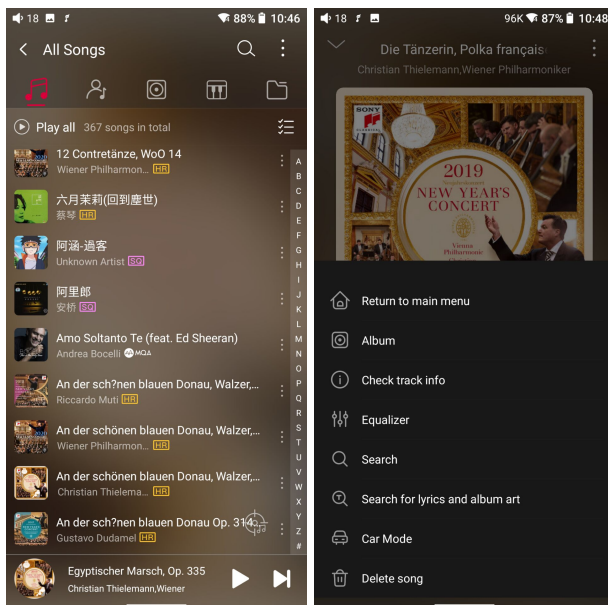 18 88% 10:46
All Songs
Play all 367 songs in total
12 Contretänze, WoO 14
Wiener Philharmon... HR
六月茉莉(回到塵世)
蔡琴 HR
阿涵-過客
Unknown Artist SQ
阿里郎
安桥 SQ
Amo Soltanto Te (feat. Ed Sheeran)
Andrea Bocelli MQA
An der sch?nen blauen Donau, Walzer,...
Riccardo Muti HR
An der schönen blauen Donau, Walzer,...
Wiener Philharmon... HR
An der schönen blauen Donau, Walzer,...
Christian Thielema... HR
An der sch?nen blauen Donau Op. 314,...
Gustavo Dudamel HR
A
B
C
D
E
F
G
H
I
J
K
L
M
N
O
P
Q
R
S
T
U
V
W
X
Y
Z
#
Egyptischer Marsch, Op. 335
Christian Thielemann,Wiener
18 96K 87% 10:48
Die Tänzerin, Polka français
Christian Thielemann,Wiener Philharmoniker
SONY
CLASSICAL
2019
NEW YEAR'S
CONCERT
Vienna
Philharmonic
Return to main menu
Album
Check track info
Equalizer
Search
Search for lyrics and album art
Car Mode
Delete song